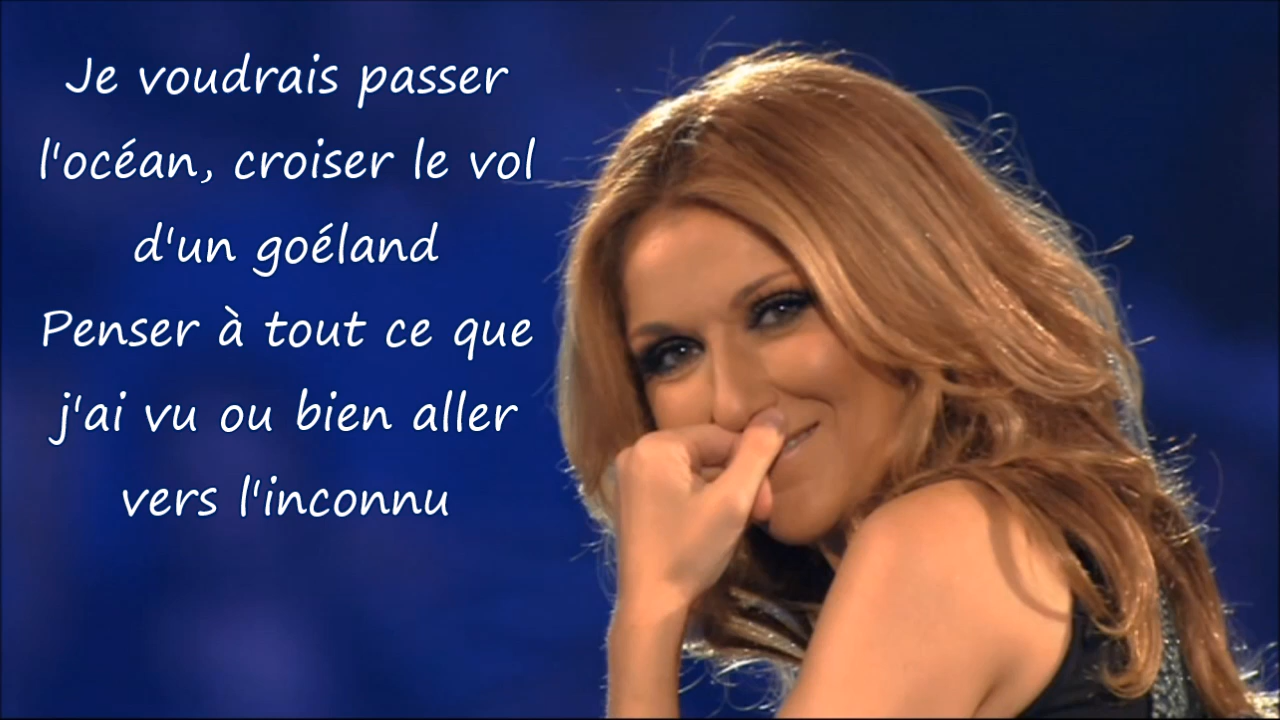 Je voudrais passer
l'océan, croiser le vol
d'un goéland
Penser à tout ce que
j'ai vu ou bien aller
vers l'inconnu